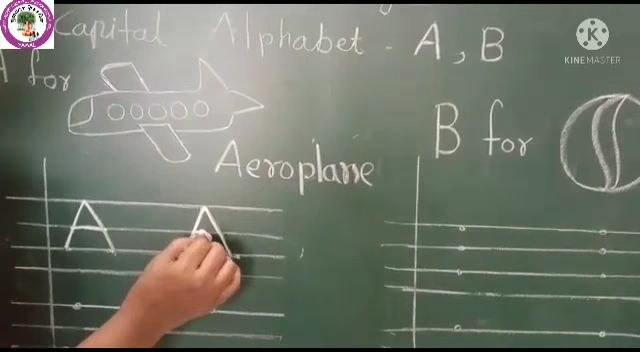 Capital Alphabet - A, B
KINEMASTER
A for
Aeroplane
B for
A A